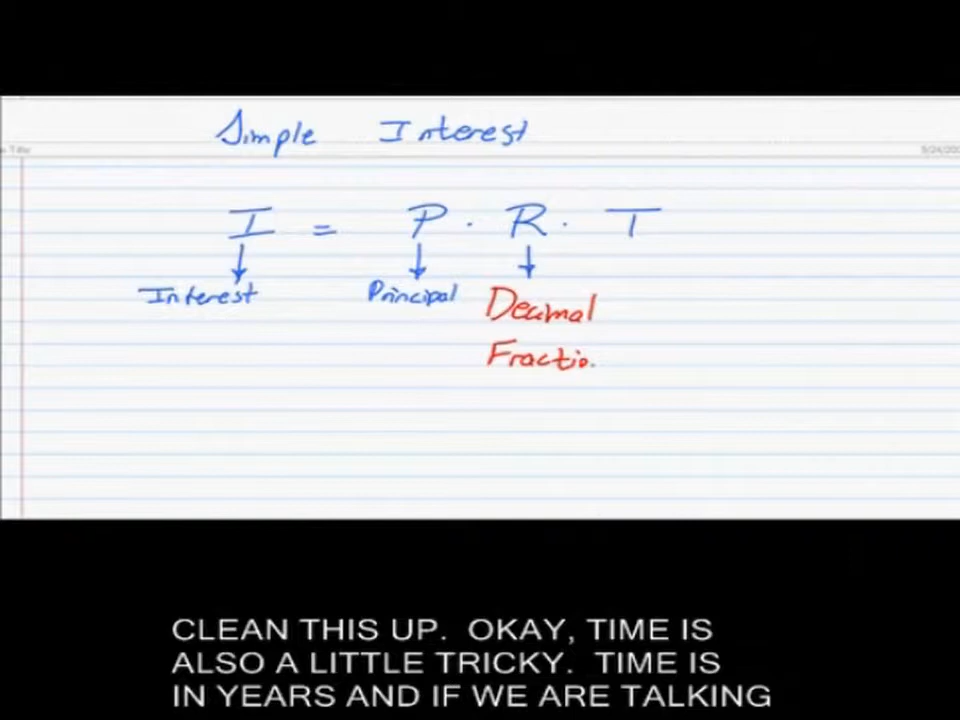 Simple Interest
I = P . R . T
Interest Principal Decimal
Fractio.
CLEAN THIS UP. OKAY, TIME IS
ALSO A LITTLE TRICKY. TIME IS
IN YEARS AND IF WE ARE TALKING